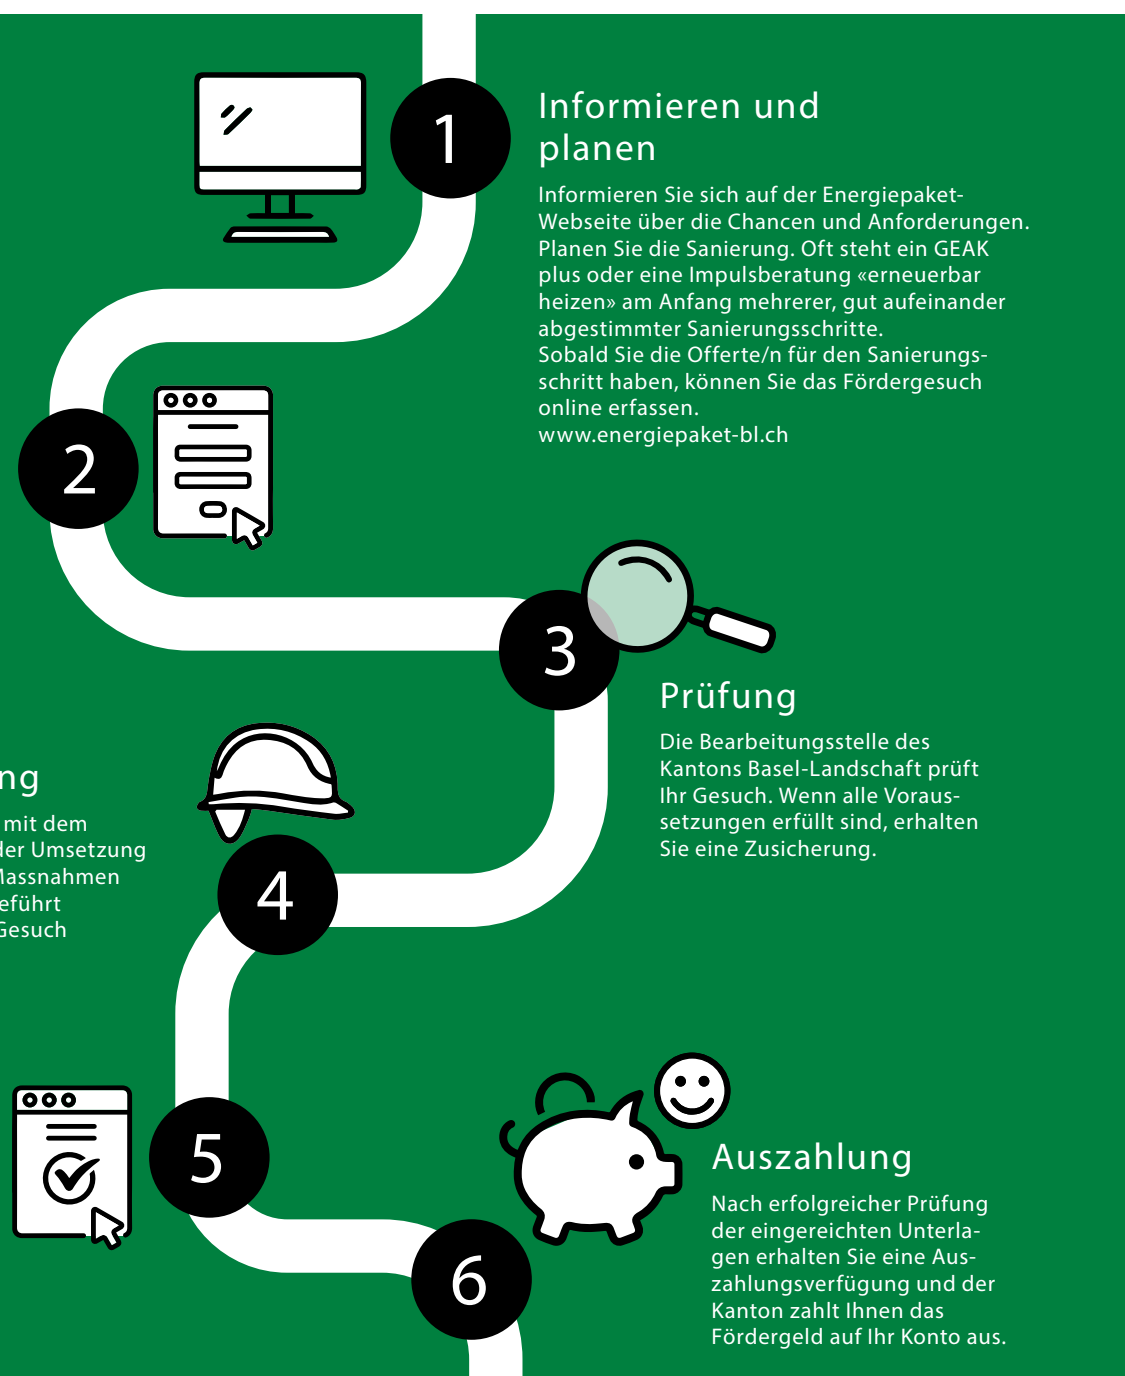 1
Informieren und
planen
Informieren Sie sich auf der Energiepaket-
Webseite über die Chancen und Anforderungen.
Planen Sie die Sanierung. Oft steht ein GEAK
plus oder eine Impulsberatung «erneuerbar
heizen» am Anfang mehrerer, gut aufeinander
abgestimmter Sanierungsschritte.
Sobald Sie die Offerte/n für den Sanierungs-
schritt haben, können Sie das Fördergesuch
online erfassen.
www.energiepaket-bl.ch
2
3
Prüfung
Die Bearbeitungsstelle des
Kantons Basel-Landschaft prüft
Ihr Gesuch. Wenn alle Voraus-
setzungen erfüllt sind, erhalten
Sie eine Zusicherung.
4
ng
mit dem
der Umsetzung
Massnahmen
eführt
Gesuch
5
6
Auszahlung
Nach erfolgreicher Prüfung
der eingereichten Unterla-
gen erhalten Sie eine Aus-
zahlungsverfügung und der
Kanton zahlt Ihnen das
Fördergeld auf Ihr Konto aus.